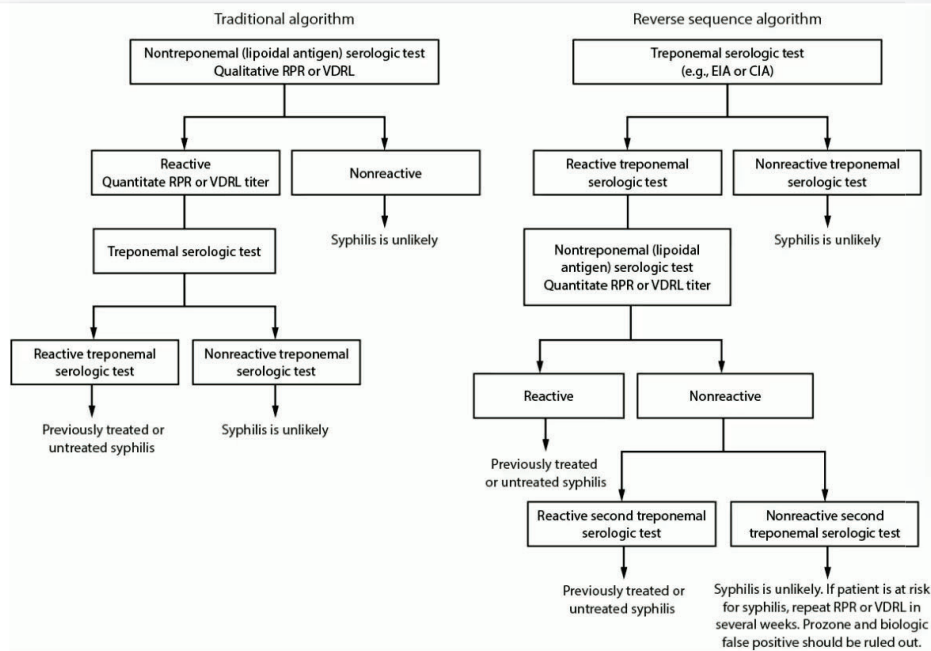 Traditional algorithm
Nontreponemal (lipoidal antigen) serologic test
Qualitative RPR or VDRL
Reactive
Quantitate RPR or VDRL titer
Nonreactive
Syphilis is unlikely
Treponemal serologic test
Reactive treponemal
serologic test
Nonreactive treponemal
serologic test
Previously treated or
untreated syphilis
Syphilis is unlikely
Reverse sequence algorithm
Treponemal serologic test
(e.g., EIA or CIA)
Reactive treponemal
serologic test
Nonreactive treponemal
serologic test
Syphilis is unlikely
Nontreponemal (lipoidal
antigen) serologic test
Quantitate RPR or VDRL titer
Reactive
Nonreactive
Previously treated
or untreated syphilis
Reactive second treponemal
serologic test
Nonreactive second
treponemal serologic test
Previously treated or
untreated syphilis
Syphilis is unlikely. If patient is at risk
for syphilis, repeat RPR or VDRL in
several weeks. Prozone and biologic
false positive should be ruled out.